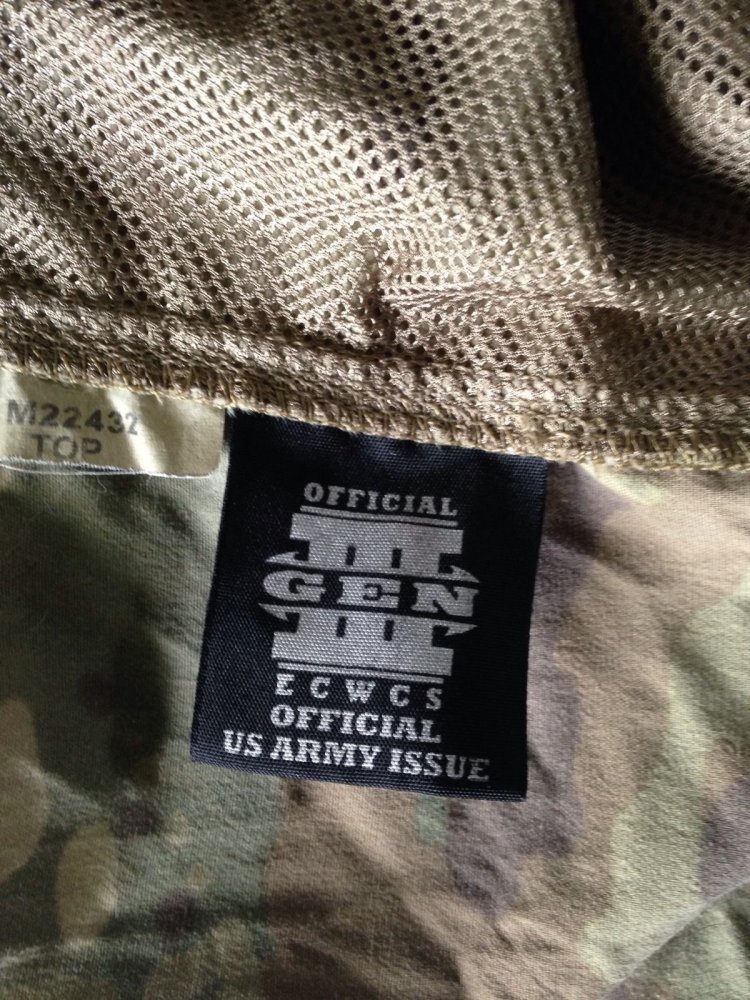 M22432
TOP
OFFICIAL
III
GEN
III
ECWCS
OFFICIAL
US ARMY ISSUE